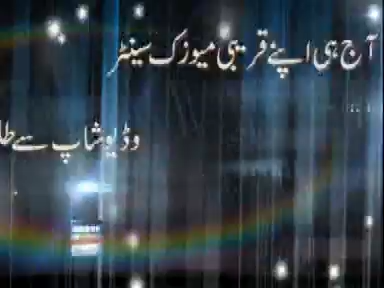 آج ہی اپنے قریبی میوزک سینٹر
وڈیو شاپ سے